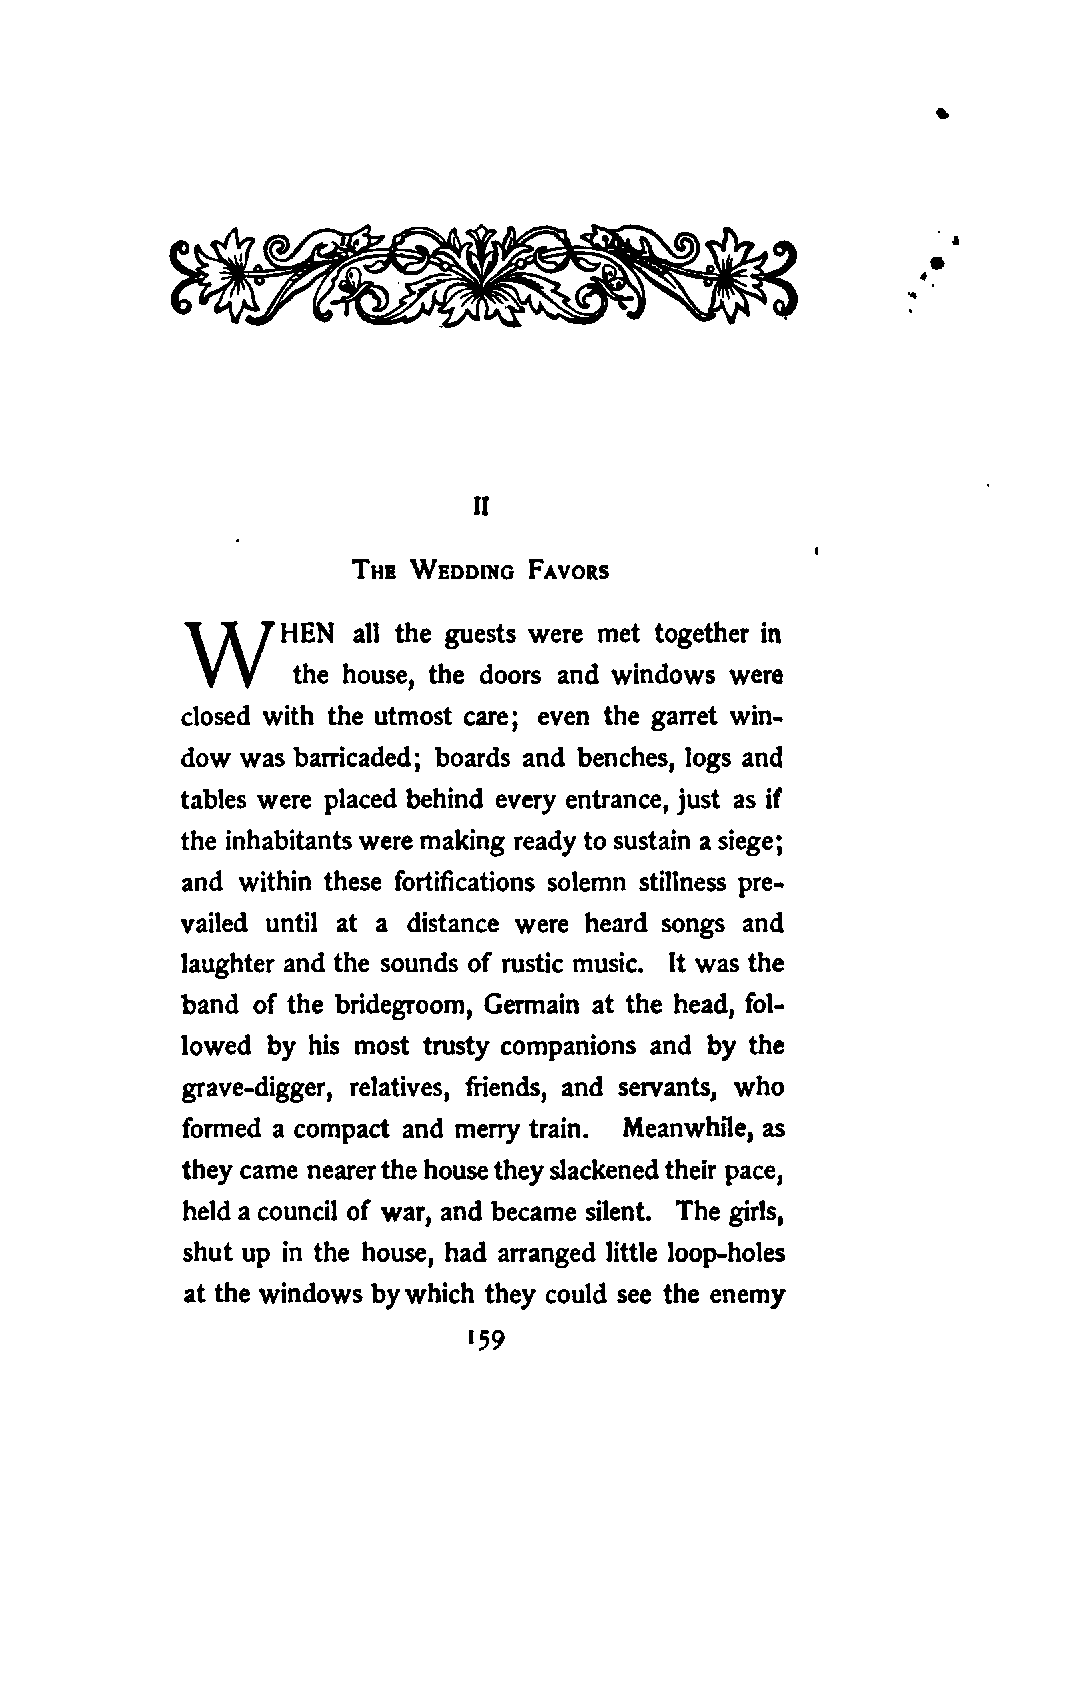 II
THE WEDDING FAVORS
WHEN all the guests were met together in
the house, the doors and windows were
closed with the utmost care; even the garret win-
dow was barricaded; boards and benches, logs and
tables were placed behind every entrance, just as if
the inhabitants were making ready to sustain a siege;
and within these fortifications solemn stillness pre-
vailed until at a distance were heard songs and
laughter and the sounds of rustic music. It was the
band of the bridegroom, Germain at the head, fol-
lowed by his most trusty companions and by the
grave-digger, relatives, friends, and servants, who
formed a compact and merry train. Meanwhile, as
they came nearer the house they slackened their pace,
held a council of war, and became silent. The girls,
shut up in the house, had arranged little loop-holes
at the windows by which they could see the enemy
159